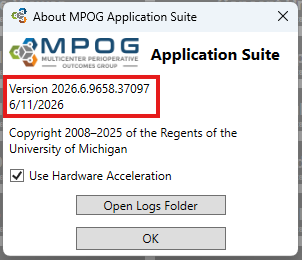 About MPOG Application Suite
MPOG
MULTICENTER PERIOPERATIVE
OUTCOMES GROUP
Application Suite
Version 2026.6.9658.37097
6/11/2026
Copyright 2008–2025 of the Regents of the
University of Michigan
Use Hardware Acceleration
Open Logs Folder
OK